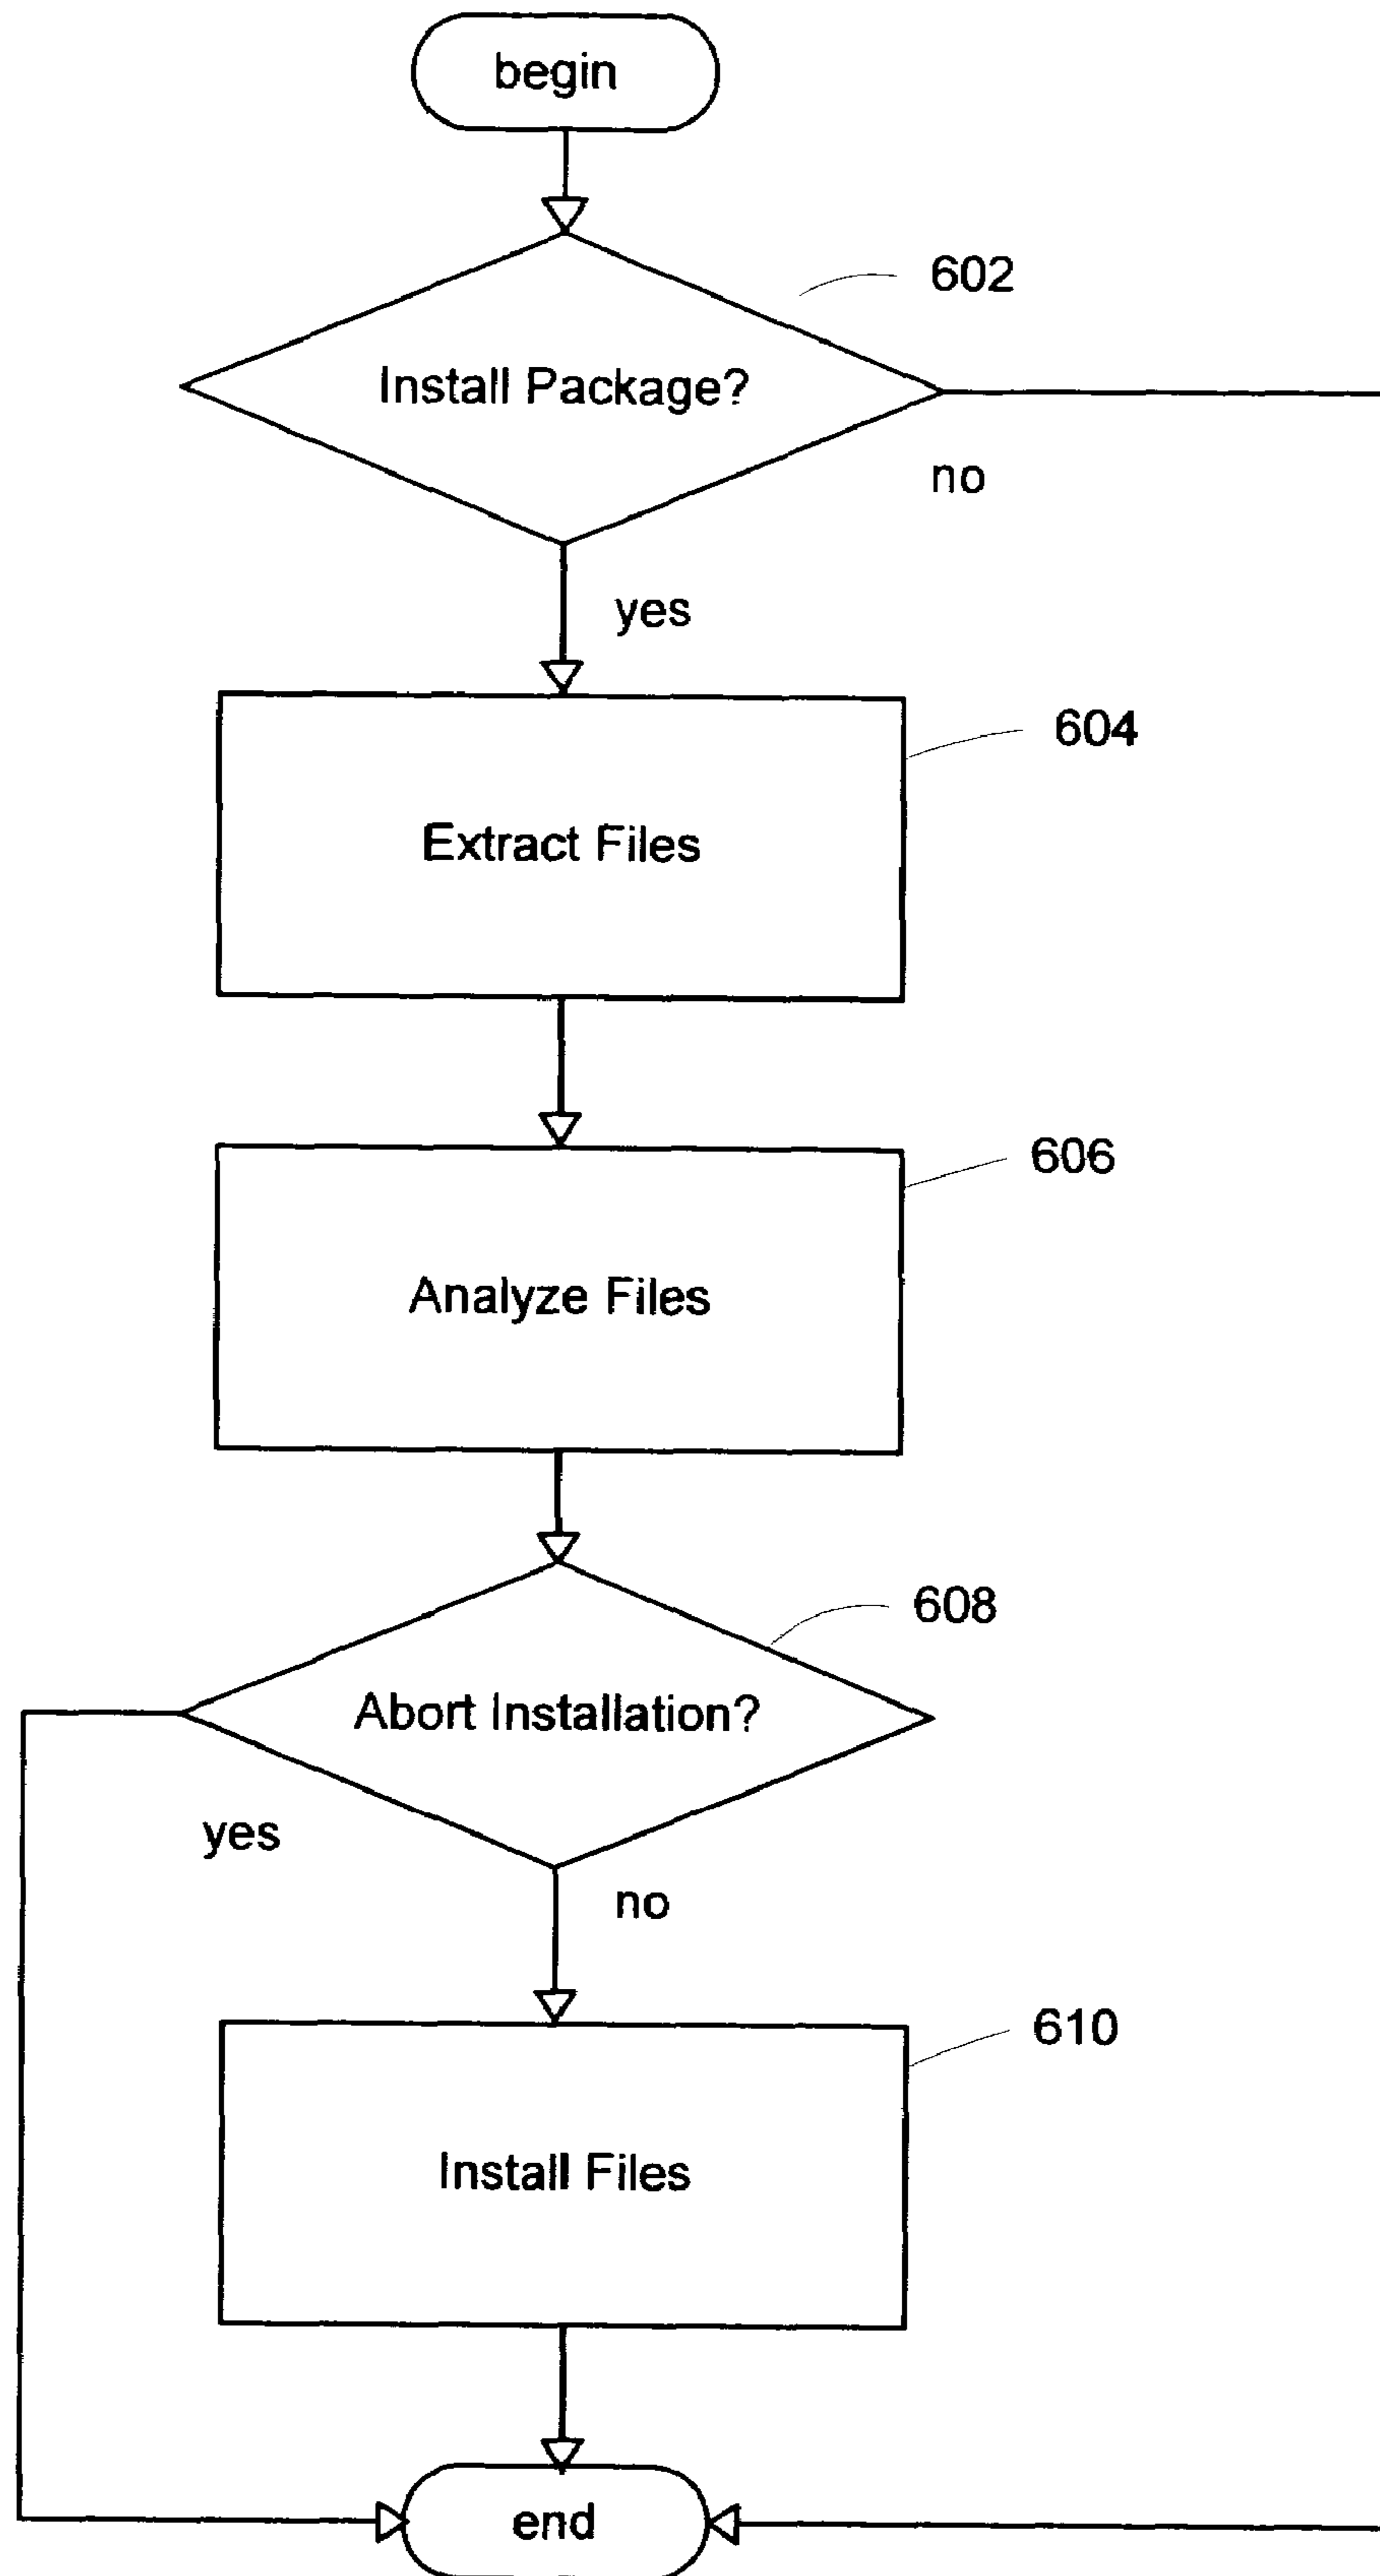 begin
602
Install Package?
no
yes
604
Extract Files
606
Analyze Files
608
Abort Installation?
yes
no
610
Install Files
end